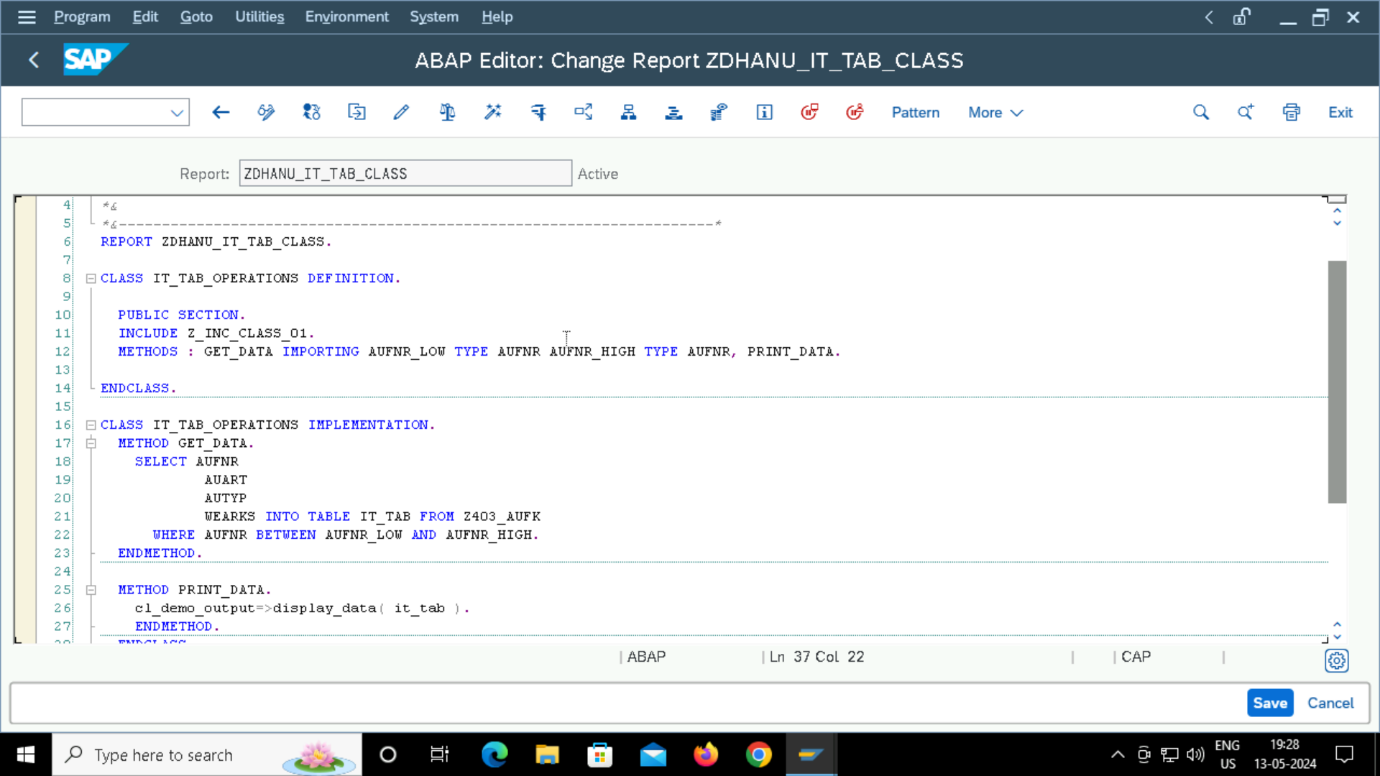 Program Edit Goto Utilities Environment System Help
SAP ABAP Editor: Change Report ZDHANU_IT_TAB_CLASS
Pattern More Exit
Report: ZDHANU_IT_TAB_CLASS Active
4 *&
5 *&---------------------------------------------------------------------*
6 REPORT ZDHANU_IT_TAB_CLASS.
7
8 CLASS IT_TAB_OPERATIONS DEFINITION.
9
10 PUBLIC SECTION.
11 INCLUDE Z_INC_CLASS_01.
12 METHODS : GET_DATA IMPORTING AUFNR_LOW TYPE AUFNR AUFNR_HIGH TYPE AUFNR, PRINT_DATA.
13
14 ENDCLASS.
15
16 CLASS IT_TAB_OPERATIONS IMPLEMENTATION.
17 METHOD GET_DATA.
18 SELECT AUFNR
19 AUART
20 AUTYP
21 WEARKS INTO TABLE IT_TAB FROM Z403_AUFK
22 WHERE AUFNR BETWEEN AUFNR_LOW AND AUFNR_HIGH.
23 ENDMETHOD.
24
25 METHOD PRINT_DATA.
26 cl_demo_output=>display_data( it_tab ).
27 ENDMETHOD.
28 ENDCLASS
ABAP Ln 37 Col 22 CAP
Save Cancel
Type here to search
ENG 19:28
US 13-05-2024